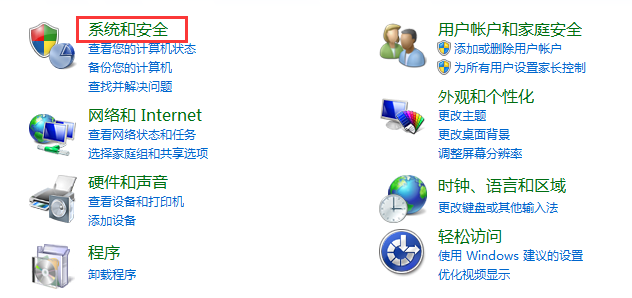 系统和安全
查看您的计算机状态
备份您的计算机
查找并解决问题
网络和 Internet
查看网络状态和任务
选择家庭组和共享选项
硬件和声音
查看设备和打印机
添加设备
程序
卸载程序
用户帐户和家庭安全
添加或删除用户帐户
为所有用户设置家长控制
外观和个性化
更改主题
更改桌面背景
调整屏幕分辨率
时钟、语言和区域
更改键盘或其他输入法
轻松访问
使用 Windows 建议的设置
优化视频显示